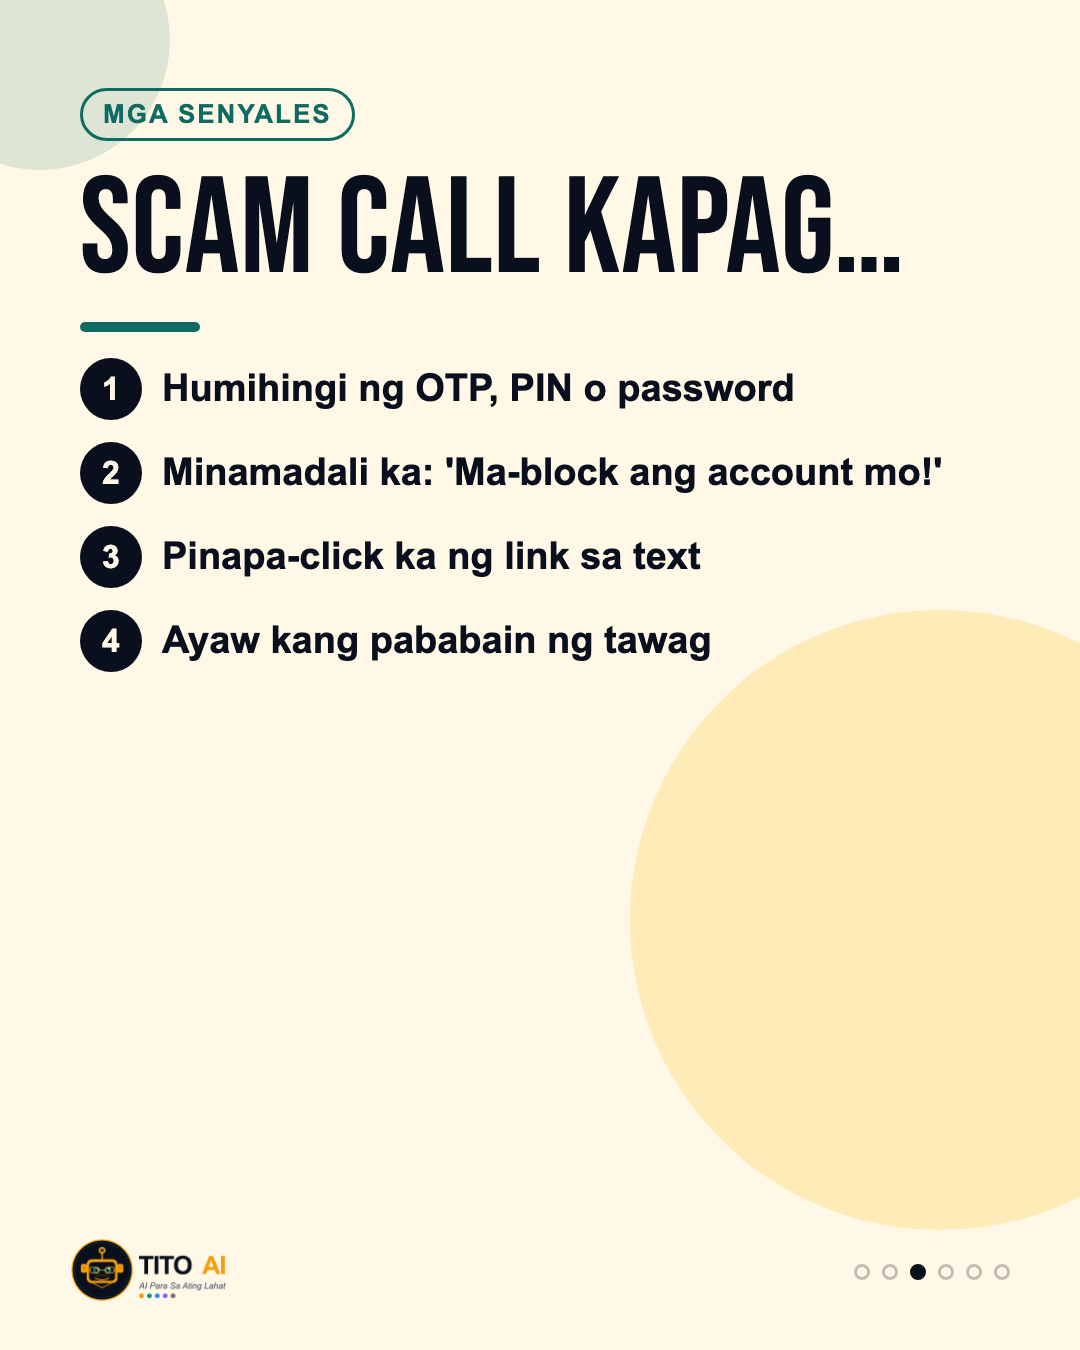 MGA SENYALES
SCAM CALL KAPAG...
1 Humihingi ng OTP, PIN o password
2 Minamadali ka: 'Ma-block ang account mo!'
3 Pinapa-click ka ng link sa text
4 Ayaw kang pababain ng tawag
TITO AI
AI Para Sa Ating Lahat